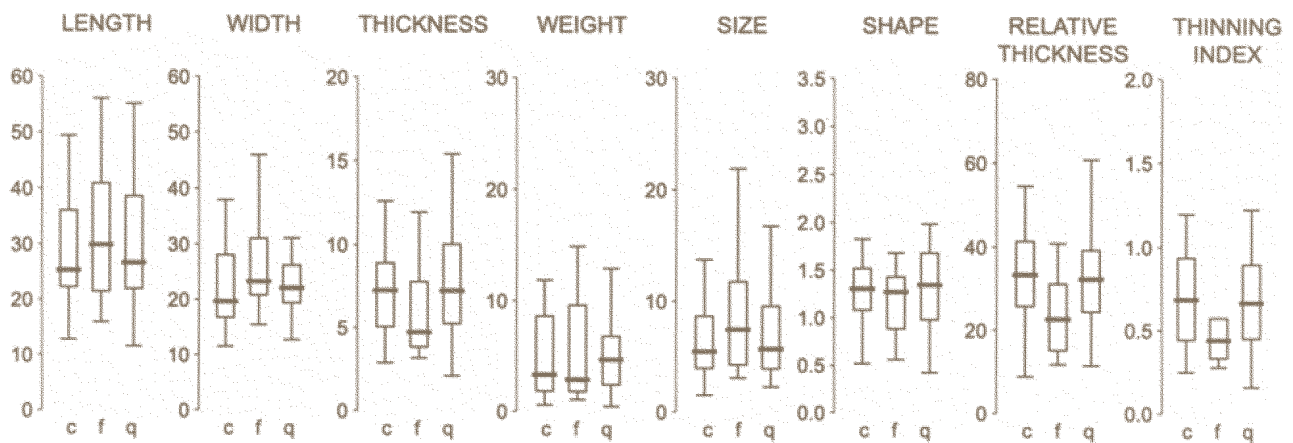 LENGTH WIDTH THICKNESS WEIGHT SIZE SHAPE RELATIVE THICKNESS THINNING INDEX
60 60 20 30 30 3.5 80 2.0
50 50 15 20 20 3.0 60 1.5
40 40 10 10 10 2.5 40 1.0
30 30 5 0 0 2.0 20 0.5
20 20 0 1.5 0 0.0
10 10 1.0
0 0 0.5
0.0
c f q c f q c f q c f q c f q c f q c f q c f q